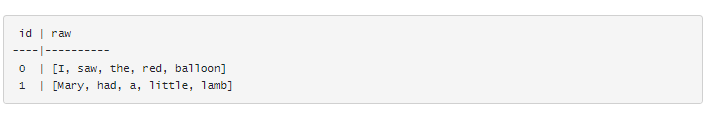 id | raw
----|----------
0 | [I, saw, the, red, balloon]
1 | [Mary, had, a, little, lamb]